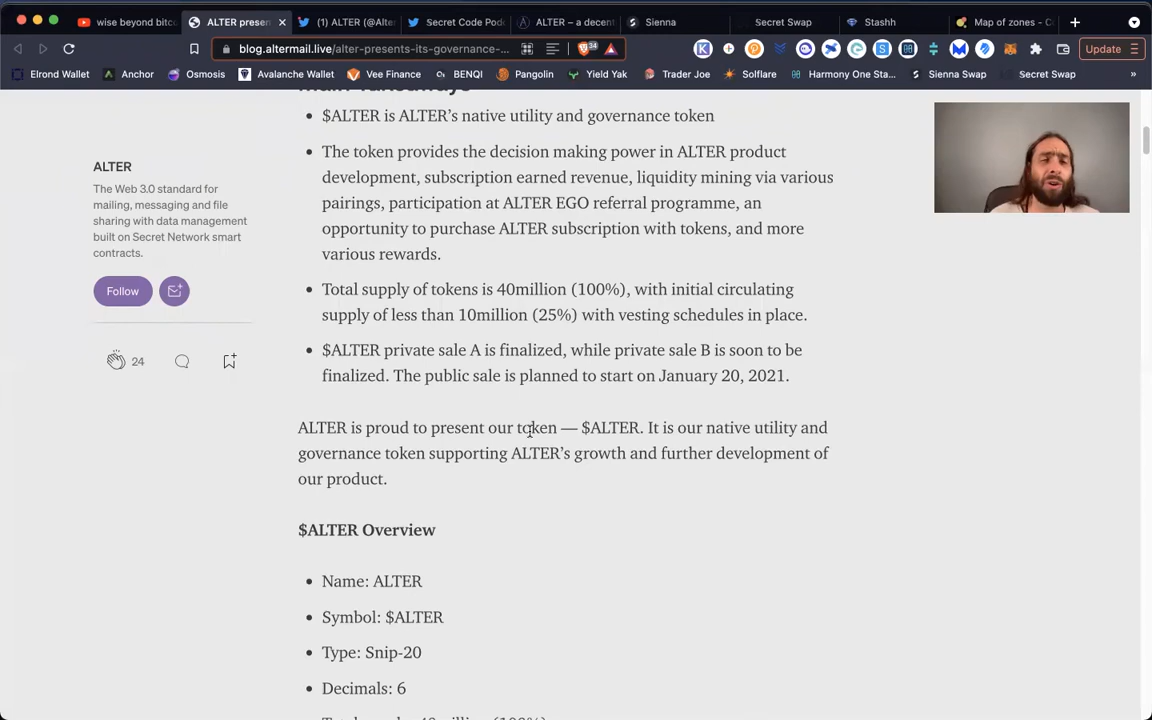 wise beyond bitc
ALTER presen
(1) ALTER (@Alter
Secret Code Pod
ALTER – a decent
Sienna
Secret Swap
Stashh
Map of zones - C
blog.altermail.live/alter-presents-its-governance-...
34
Update
Elrond Wallet
Anchor
Osmosis
Avalanche Wallet
Vee Finance
BENQI
Pangolin
Yield Yak
Trader Joe
Solflare
Harmony One Sta...
Sienna Swap
Secret Swap
»
Main Takeaways
• $ALTER is ALTER's native utility and governance token
• The token provides the decision making power in ALTER product
development, subscription earned revenue, liquidity mining via various
pairings, participation at ALTER EGO referral programme, an
opportunity to purchase ALTER subscription with tokens, and more
various rewards.
• Total supply of tokens is 40million (100%), with initial circulating
supply of less than 10million (25%) with vesting schedules in place.
• $ALTER private sale A is finalized, while private sale B is soon to be
finalized. The public sale is planned to start on January 20, 2021.
ALTER is proud to present our token — $ALTER. It is our native utility and
governance token supporting ALTER's growth and further development of
our product.
$ALTER Overview
• Name: ALTER
• Symbol: $ALTER
• Type: Snip-20
• Decimals: 6
ALTER
The Web 3.0 standard for
mailing, messaging and file
sharing with data management
built on Secret Network smart
contracts.
Follow
24